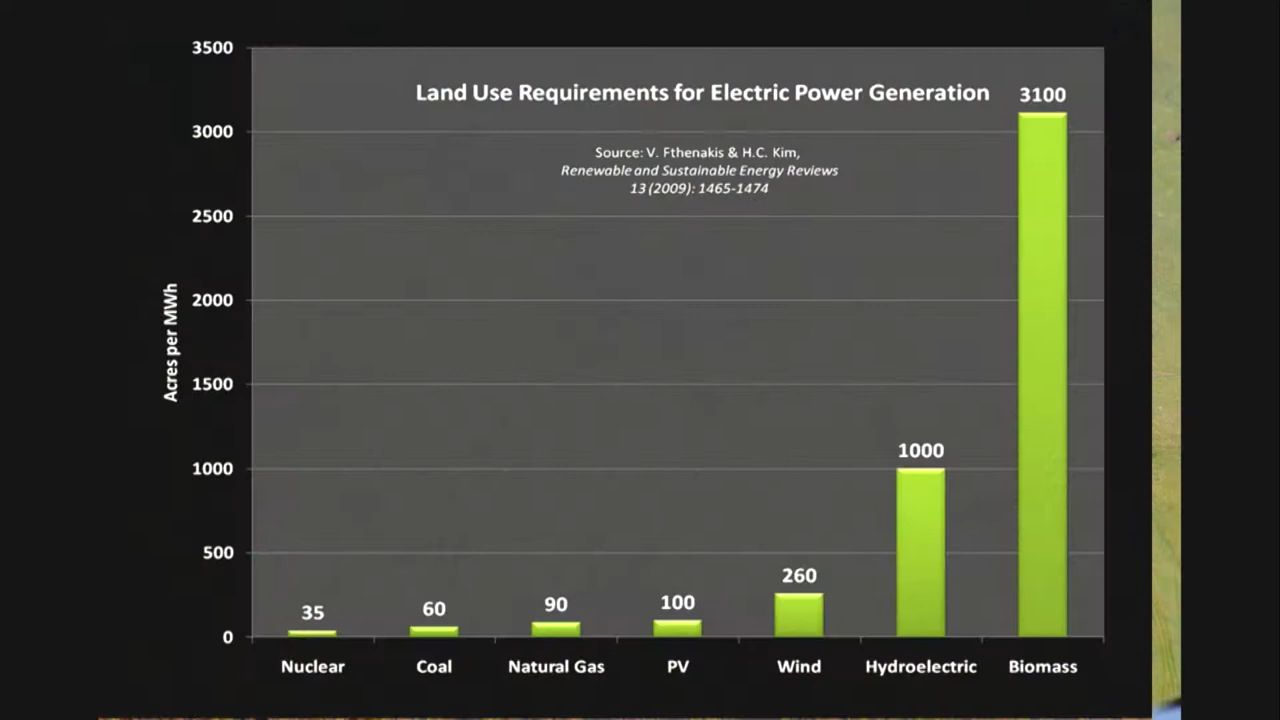 Land Use Requirements for Electric Power Generation
Source: V. Fthenakis & H.C. Kim,
Renewable and Sustainable Energy Reviews
13 (2009): 1465-1474
Acres per MWh
3500
3000
2500
2000
1500
1000
500
0
35
60
90
100
260
1000
3100
Nuclear
Coal
Natural Gas
PV
Wind
Hydroelectric
Biomass